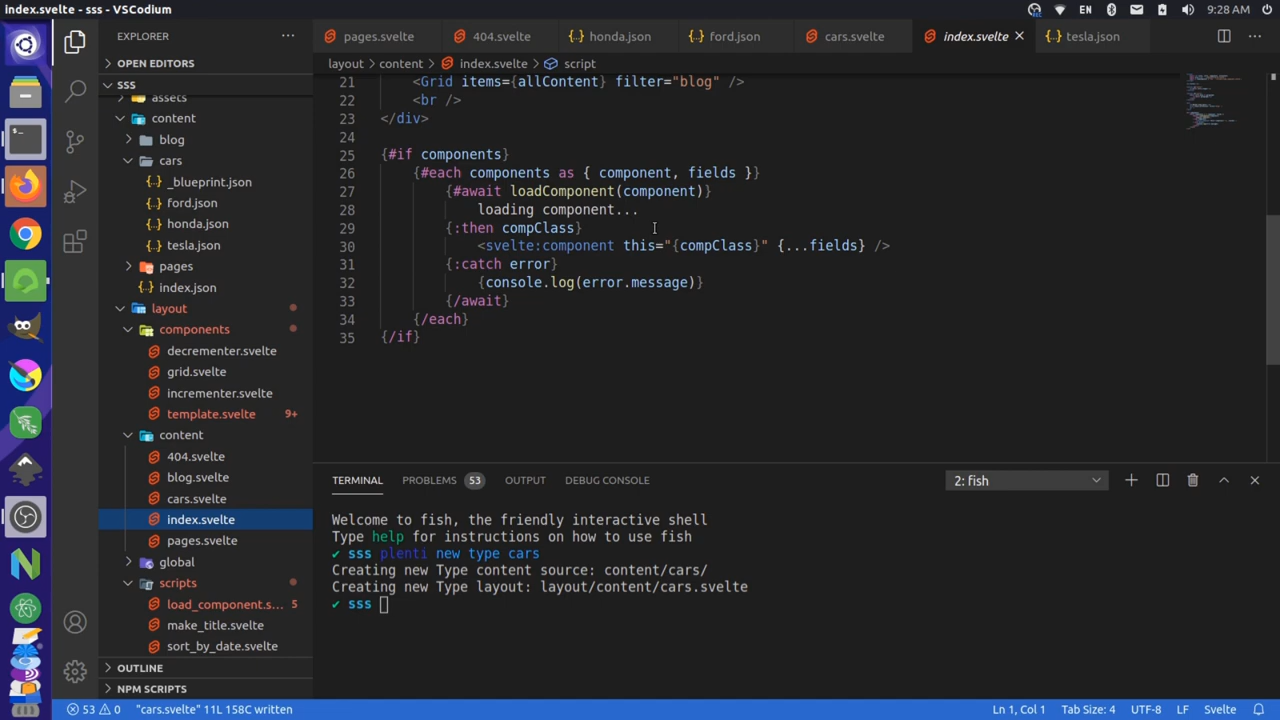 index.svelte - sss - VSCodium
EN
9:28 AM
EXPLORER
OPEN EDITORS
SSS
assets
content
blog
cars
_blueprint.json
ford.json
honda.json
tesla.json
pages
index.json
layout
components
decrementer.svelte
grid.svelte
incrementer.svelte
template.svelte 9+
content
404.svelte
blog.svelte
cars.svelte
index.svelte
pages.svelte
global
scripts
load_component.s... 5
make_title.svelte
sort_by_date.svelte
OUTLINE
NPM SCRIPTS
pages.svelte 404.svelte honda.json ford.json cars.svelte index.svelte tesla.json
layout content index.svelte script
21 <Grid items={allContent} filter="blog" />
22 <br />
23 </div>
24
25 {#if components}
26 {#each components as { component, fields }}
27 {#await loadComponent(component)}
28 loading component...
29 {:then compClass}
30 <svelte:component this="{compClass}" {...fields} />
31 {:catch error}
32 {console.log(error.message)}
33 {/await}
34 {/each}
35 {/if}
TERMINAL PROBLEMS 53 OUTPUT DEBUG CONSOLE 2: fish
Welcome to fish, the friendly interactive shell
Type help for instructions on how to use fish
✔ sss plenti new type cars
Creating new Type content source: content/cars/
Creating new Type layout: layout/content/cars.svelte
✔ sss
53 0 "cars.svelte" 11L 158C written Ln 1, Col 1 Tab Size: 4 UTF-8 LF Svelte